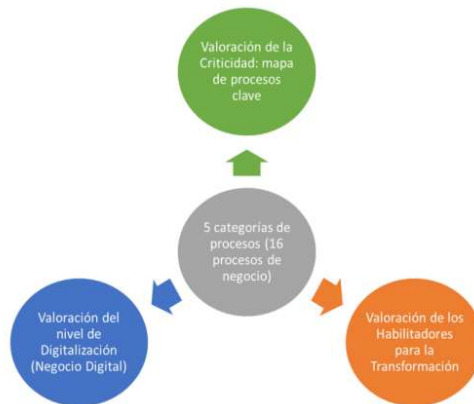 Valoración de la
Criticidad: mapa
de procesos
clave
5 categorías de
procesos (16
procesos de
negocio)
Valoración del
nivel de
Digitalización
(Negocio Digital)
Valoración de los
Habilitadores
para la
Transformación